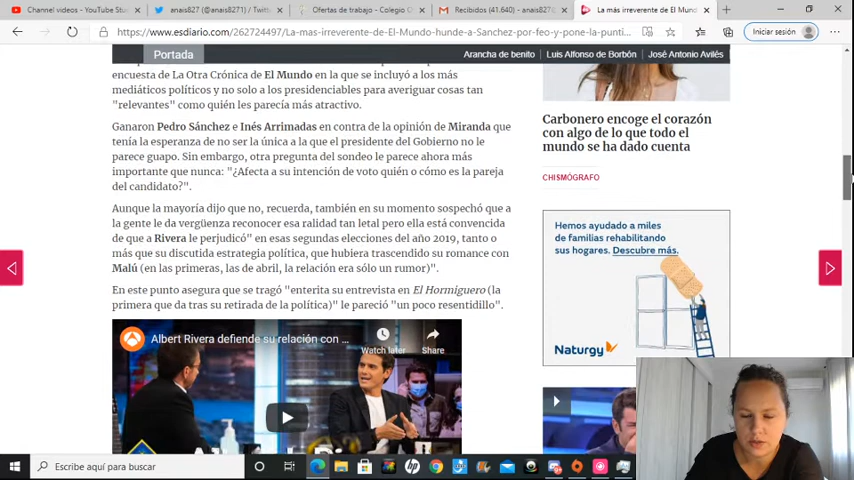 Channel videos - YouTube Stu
anais827 (@anais8271) / Twitte
Ofertas de trabajo - Colegio O
Recibidos (41.640) - anais827@
La más irreverente de El Mund
https://www.esdiario.com/262724497/La-mas-irreverente-de-El-Mundo-hunde-a-Sanchez-por-feo-y-pone-la-punti...
Iniciar sesión
Portada
Arancha de benito | Luis Alfonso de Borbón | José Antonio Avilés
encuesta de La Otra Crónica de El Mundo en la que se incluyó a los más
mediáticos políticos y no solo a los presidenciables para averiguar cosas tan
"relevantes" como quién les parecía más atractivo.
Ganaron Pedro Sánchez e Inés Arrimadas en contra de la opinión de Miranda que
tenía la esperanza de no ser la única a la que el presidente del Gobierno no le
parece guapo. Sin embargo, otra pregunta del sondeo le parece ahora más
importante que nunca: "¿Afecta a su intención de voto quién o cómo es la pareja
del candidato?".
Aunque la mayoría dijo que no, recuerda, también en su momento sospechó que a
la gente le da vergüenza reconocer esa ralidad tan letal pero ella está convencida
de que a Rivera le perjudicó" en esas segundas elecciones del año 2019, tanto o
más que su discutida estrategia política, que hubiera trascendido su romance con
Malú (en las primeras, las de abril, la relación era sólo un rumor)".
En este punto asegura que se tragó "enterita su entrevista en El Hormiguero (la
primera que da tras su retirada de la política)" le pareció "un poco resentidillo".
Albert Rivera defiende su relación con ...
Watch later
Share
Carbonero encoge el corazón
con algo de lo que todo el
mundo se ha dado cuenta
CHISMÓGRAFO
Hemos ayudado a miles
de familias rehabilitando
sus hogares. Descubre más.
Naturgy
Escribe aquí para buscar